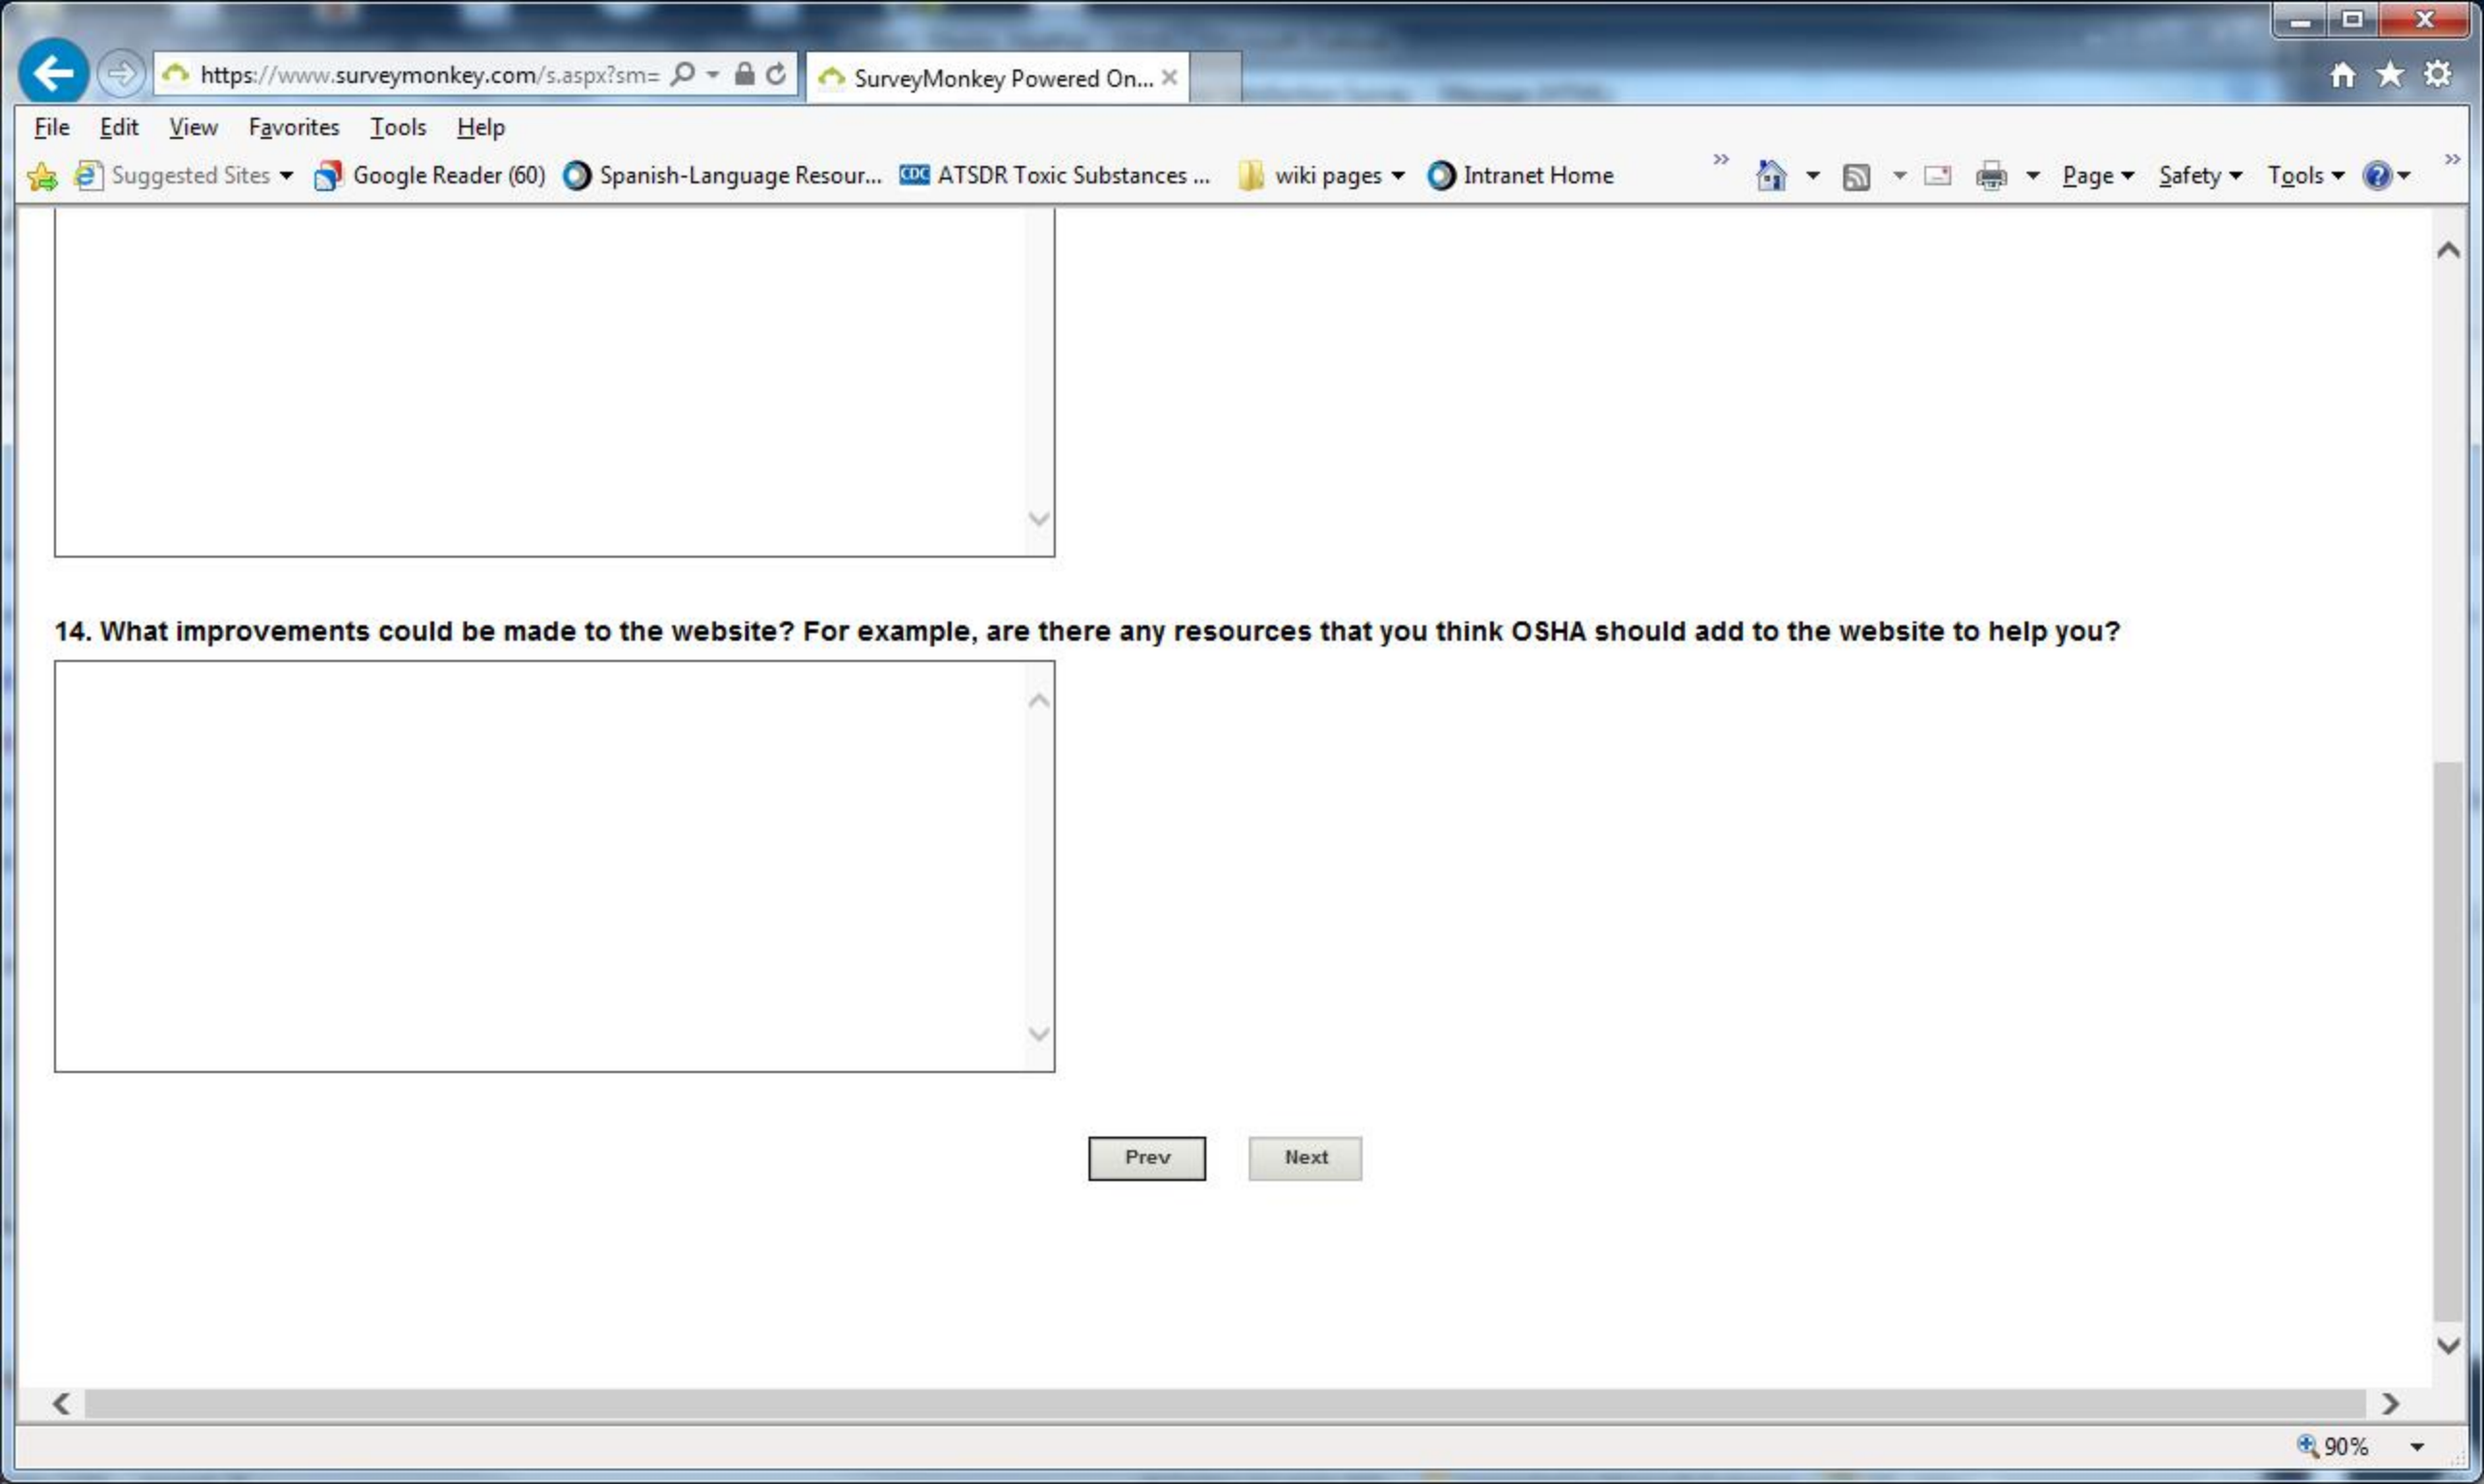 https://www.surveymonkey.com/s.aspx?sm=
SurveyMonkey Powered On...
File Edit View Favorites Tools Help
Suggested Sites Google Reader (60) Spanish-Language Resour... CDC ATSDR Toxic Substances ... wiki pages Intranet Home » Page Safety Tools »
14. What improvements could be made to the website? For example, are there any resources that you think OSHA should add to the website to help you?
Prev Next
90%